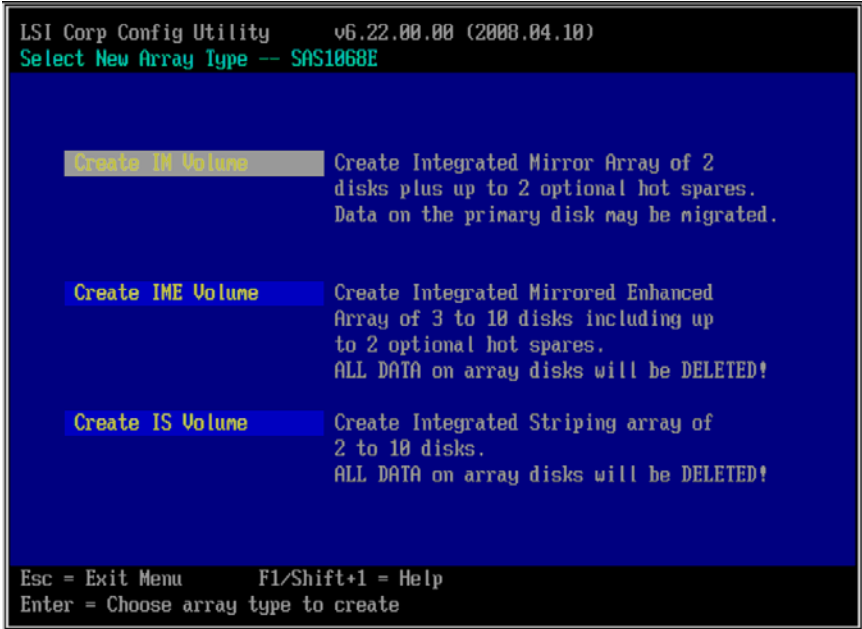 LSI Corp Config Utility v6.22.00.00 (2008.04.10)
Select New Array Type -- SAS1068E
Create IM Volume
Create Integrated Mirror Array of 2
disks plus up to 2 optional hot spares.
Data on the primary disk may be migrated.
Create IME Volume
Create Integrated Mirrored Enhanced
Array of 3 to 10 disks including up
to 2 optional hot spares.
ALL DATA on array disks will be DELETED!
Create IS Volume
Create Integrated Striping array of
2 to 10 disks.
ALL DATA on array disks will be DELETED!
Esc = Exit Menu F1/Shift+1 = Help
Enter = Choose array type to create